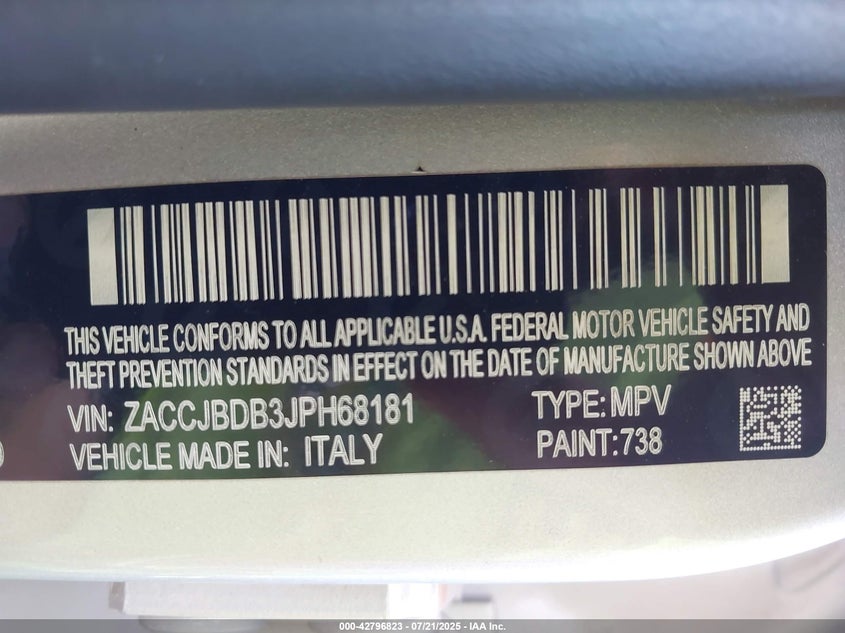 THIS VEHICLE CONFORMS TO ALL APPLICABLE U.S.A. FEDERAL MOTOR VEHICLE SAFETY AND
THEFT PREVENTION STANDARDS IN EFFECT ON THE DATE OF MANUFACTURE SHOWN ABOVE
VIN: ZACCJBDB3JPH68181 TYPE: MPV
VEHICLE MADE IN: ITALY PAINT:738
000-42796823 - 07/21/2025 - IAA Inc.